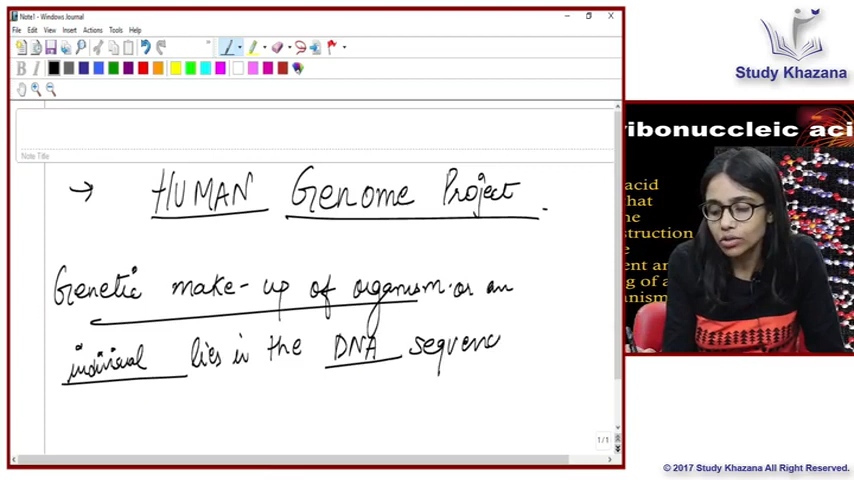 Note1 - Windows Journal
File Edit View Insert Actions Tools Help
B I
Note Title
→ HUMAN Genome Project.
Genetic make-up of organism or an
individual lies in the DNA sequenc
1/1
Study Khazana
ribonuccleic aci
acid
hat
ne
struction
e
ent an
g of a
anism
© 2017 Study Khazana All Right Reserved.